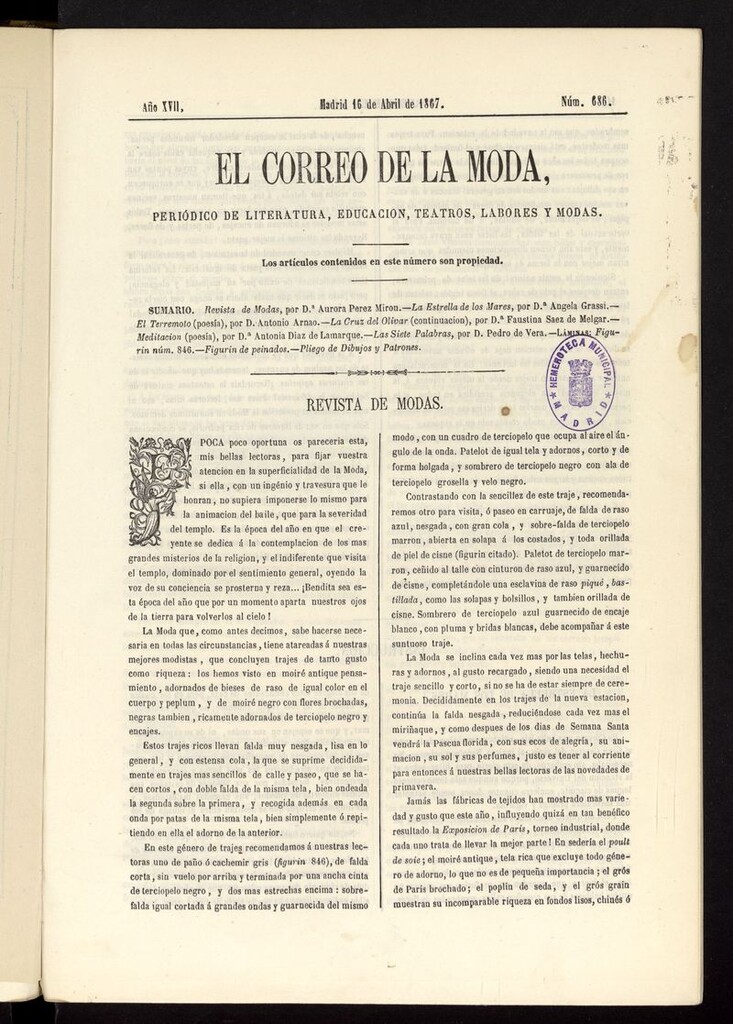 Año XVII,
Madrid 16 de Abril de 1867.
Núm. 686.
EL CORREO DE LA MODA,
PERIÓDICO DE LITERATURA, EDUCACION, TEATROS, LABORES Y MODAS.
Los artículos contenidos en este número son propiedad.
SUMARIO. Revista de Modas, por D.ª Aurora Perez Miron.—La Estrella de los Mares, por D.ª Angela Grassi.—
El Terremoto (poesía), por D. Antonio Arnao.—La Cruz del Olivar (continuacion), por D.ª Faustina Saez de Melgar.—
Meditacion (poesia), por D.ª Antonia Diaz de Lamarque.—Las Siete Palabras, por D. Pedro de Vera.—LÁMINAS: Figu-
rin núm. 846.—Figurin de peinados.—Pliego de Dibujos y Patrones.
HEMEROTECA MUNICIPAL
MADRID
REVISTA DE MODAS.
EPOCA poco oportuna os pareceria esta,
mis bellas lectoras, para fijar vuestra
atencion en la superficialidad de la Moda,
si ella, con un ingénio y travesura que le
honran, no supiera imponerse lo mismo para
la animacion del baile, que para la severidad
del templo. Es la época del año en que el cre-
yente se dedica á la contemplacion de los mas
grandes misterios de la religion, y el indiferente que visita
el templo, dominado por el sentimiento general, oyendo la
voz de su conciencia se prosterna y reza... ¡Bendita sea es-
ta época del año que por un momento aparta nuestros ojos
de la tierra para volverlos al cielo!
La Moda que, como antes decimos, sabe hacerse nece-
saria en todas las circunstancias, tiene atareadas á nuestras
mejores modistas, que concluyen trajes de tanto gusto
como riqueza: los hemos visto en moiré antique pensa-
miento, adornados de bieses de raso de igual color en el
cuerpo y peplum, y de moiré negro con flores brochadas,
negras tambien, ricamente adornados de terciopelo negro y
encajes.
Estos trajes ricos llevan falda muy nesgada, lisa en lo
general, y con estensa cola, la que se suprime decidida-
mente en trajes mas sencillos de calle y paseo, que se ha-
cen cortos, con doble falda de la misma tela, bien ondeada
la segunda sobre la primera, y recogida además en cada
onda por patas de la misma tela, bien simplemente ó repi-
tiendo en ella el adorno de la anterior.
En este género de trajes recomendamos á nuestras lec-
toras uno de paño ó cachemir gris (figurin 846), de falda
corta, sin vuelo por arriba y terminada por una ancha cinta
de terciopelo negro, y dos mas estrechas encima: sobre-
falda igual cortada á grandes ondas y guarnecida del mismo
modo, con un cuadro de terciopelo que ocupa al aire el án-
gulo de la onda. Patelot de igual tela y adornos, corto y de
forma holgada, y sombrero de terciopelo negro con ala de
terciopelo grosella y velo negro.
Contrastando con la sencillez de este traje, recomenda-
remos otro para visita, ó paseo en carruaje, de falda de raso
azul, nesgada, con gran cola, y sobre-falda de terciopelo
marron, abierta en solapa á los costados, y toda orillada
de piel de cisne (figurin citado). Paletot de terciopelo mar-
ron, ceñido al talle con cinturon de raso azul, y guarnecido
de cisne, completándole una esclavina de raso piqué, bas-
tillada, como las solapas y bolsillos, y tambien orillada de
cisne. Sombrero de terciopelo azul guarnecido de encaje
blanco, con pluma y bridas blancas, debe acompañar á este
suntuoso traje.
La Moda se inclina cada vez mas por las telas, hechu-
ras y adornos, al gusto recargado, siendo una necesidad el
traje sencillo y corto, si no se ha de estar siempre de cere-
monia. Decididamente en los trajes de la nueva estacion,
continúa la falda nesgada, reduciéndose cada vez mas el
miriñaque, y como despues de los dias de Semana Santa
vendrá la Pascua florida, con sus ecos de alegría, su ani-
macion, su sol y sus perfumes, justo es tener al corriente
para entonces á nuestras bellas lectoras de las novedades de
primavera.
Jamás las fábricas de tejidos han mostrado mas varie-
dad y gusto que este año, influyendo quizá en tan benéfico
resultado la Exposicion de Paris, torneo industrial, donde
cada uno trata de llevar la mejor parte! En sederia el poult
de soie; el moiré antique, tela rica que excluye todo géne-
ro de adorno, lo que no es de pequeña importancia; el grós
de Paris brochado; el poplin de seda, y el grós grain
muestran su incomparable riqueza en fondos lisos, chinés ó